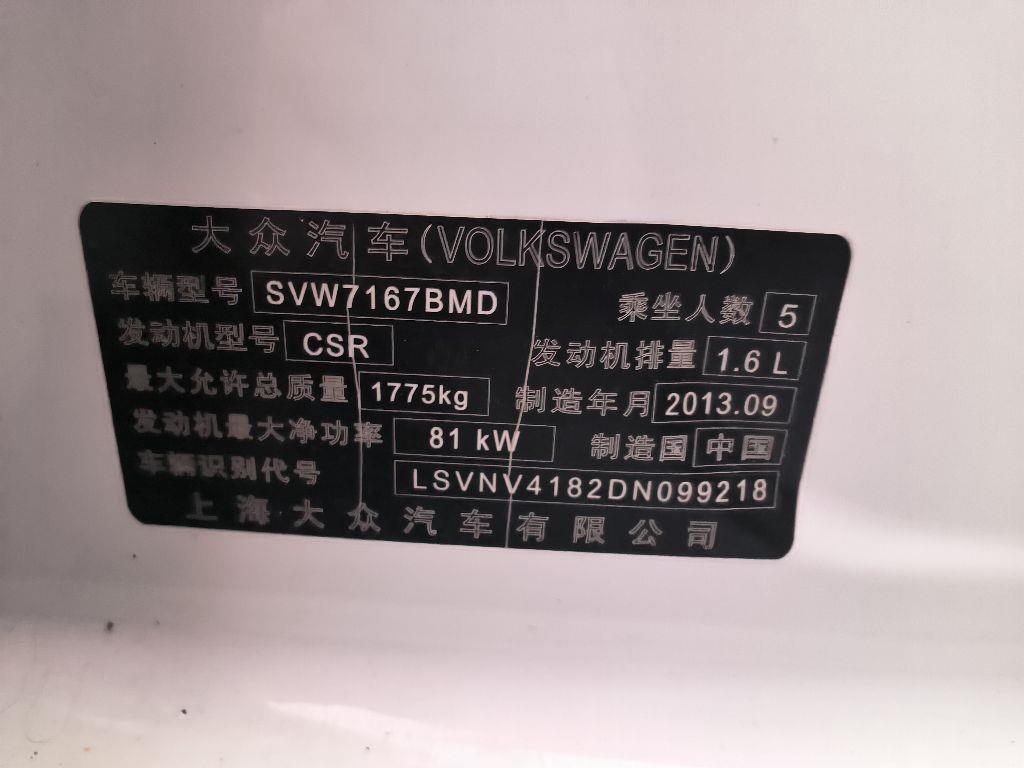 大众汽车(VOLKSWAGEN)
车辆型号 SVW7167BMD 乘坐人数 5
发动机型号 CSR 发动机排量 1.6 L
最大允许总质量 1775kg 制造年月 2013.09
发动机最大净功率 81 kW 制造国 中国
车辆识别代号 LSVNV4182DN099218
上海大众汽车有限公司